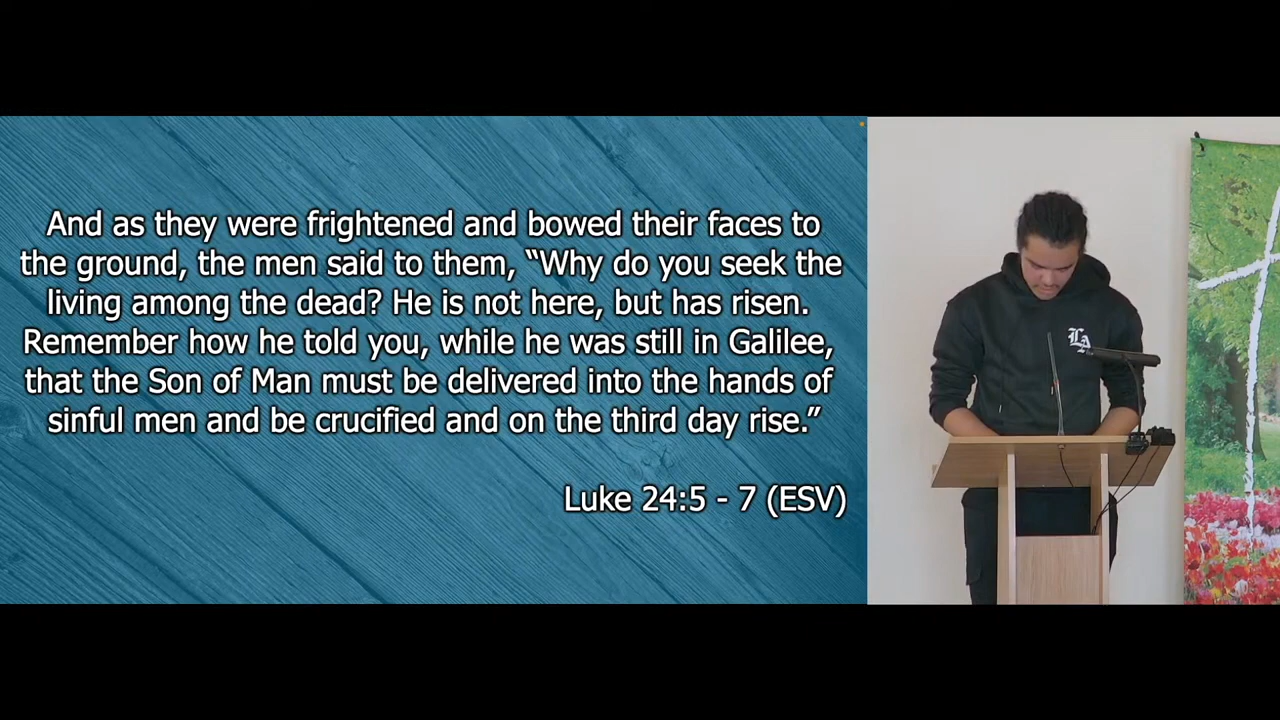 And as they were frightened and bowed their faces to
the ground, the men said to them, “Why do you seek the
living among the dead? He is not here, but has risen.
Remember how he told you, while he was still in Galilee,
that the Son of Man must be delivered into the hands of
sinful men and be crucified and on the third day rise.”
Luke 24:5 - 7 (ESV)
LA